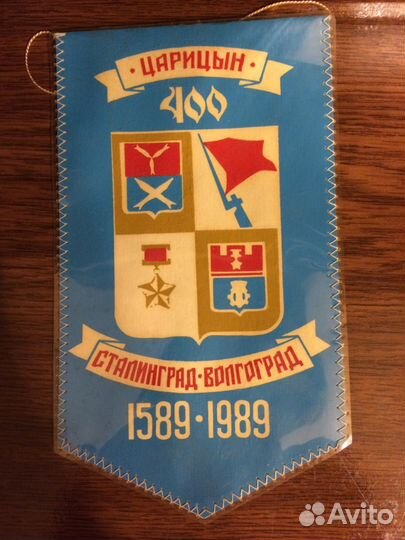 · ЦАРИЦЫН ·
400
СТАЛИНГРАД · ВОЛГОГРАД
1589 · 1989
Avito